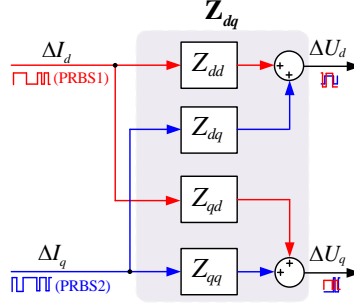 Z_dq
ΔI_d
ΔU_d
(PRBS1)
Z_dd
+
+
Z_dq
Z_qd
ΔI_q
ΔU_q
(PRBS2)
Z_qq
+
+